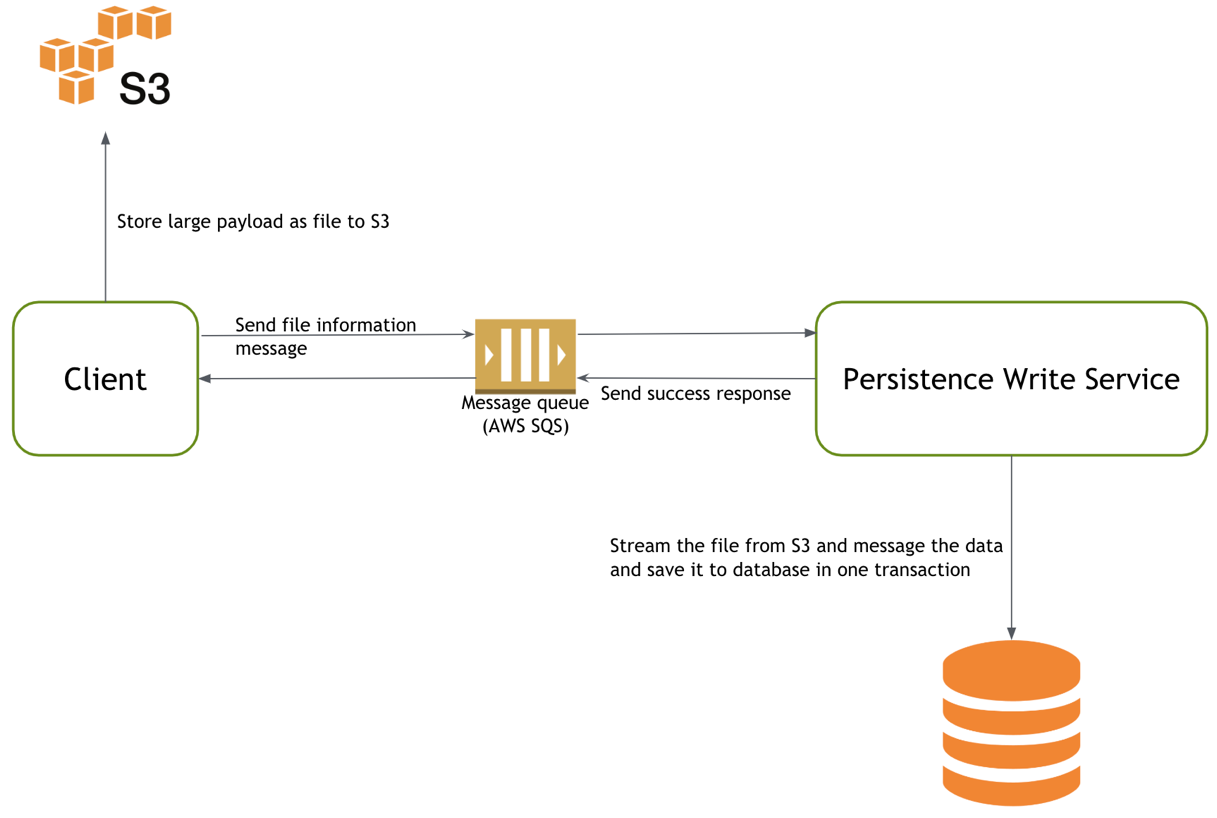 S3
Store large payload as file to S3
Send file information
message
Client
Persistence Write Service
Send success response
Message queue
(AWS SQS)
Stream the file from S3 and message the data
and save it to database in one transaction